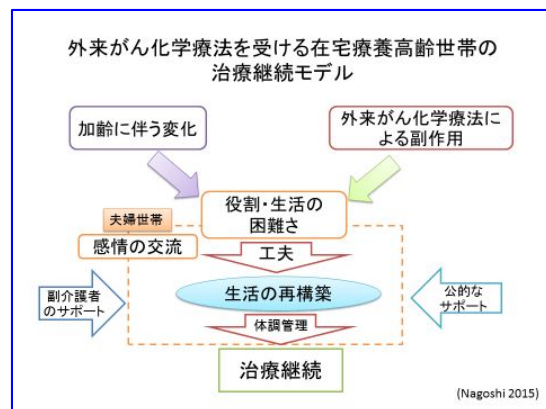 外来がん化学療法を受ける在宅療養高齢世帯の
治療継続モデル
加齢に伴う変化
外来がん化学療法に
よる副作用
役割・生活の
困難さ
夫婦世帯
感情の交流
工夫
副介護者
のサポート
生活の再構築
公的な
サポート
体調管理
治療継続
(Nagoshi 2015)